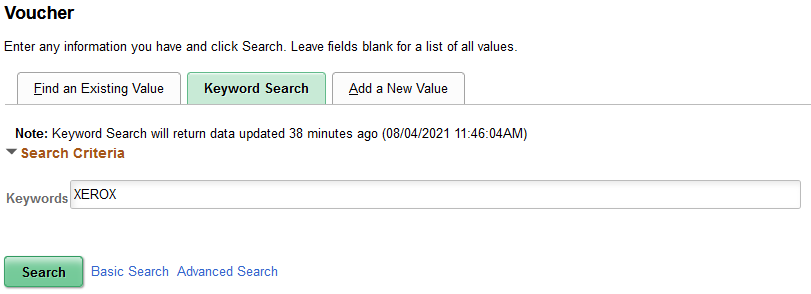 Voucher
Enter any information you have and click Search. Leave fields blank for a list of all values.
Find an Existing Value Keyword Search Add a New Value
Note: Keyword Search will return data updated 38 minutes ago (08/04/2021 11:46:04AM)
Search Criteria
Keywords XEROX
Search Basic Search Advanced Search